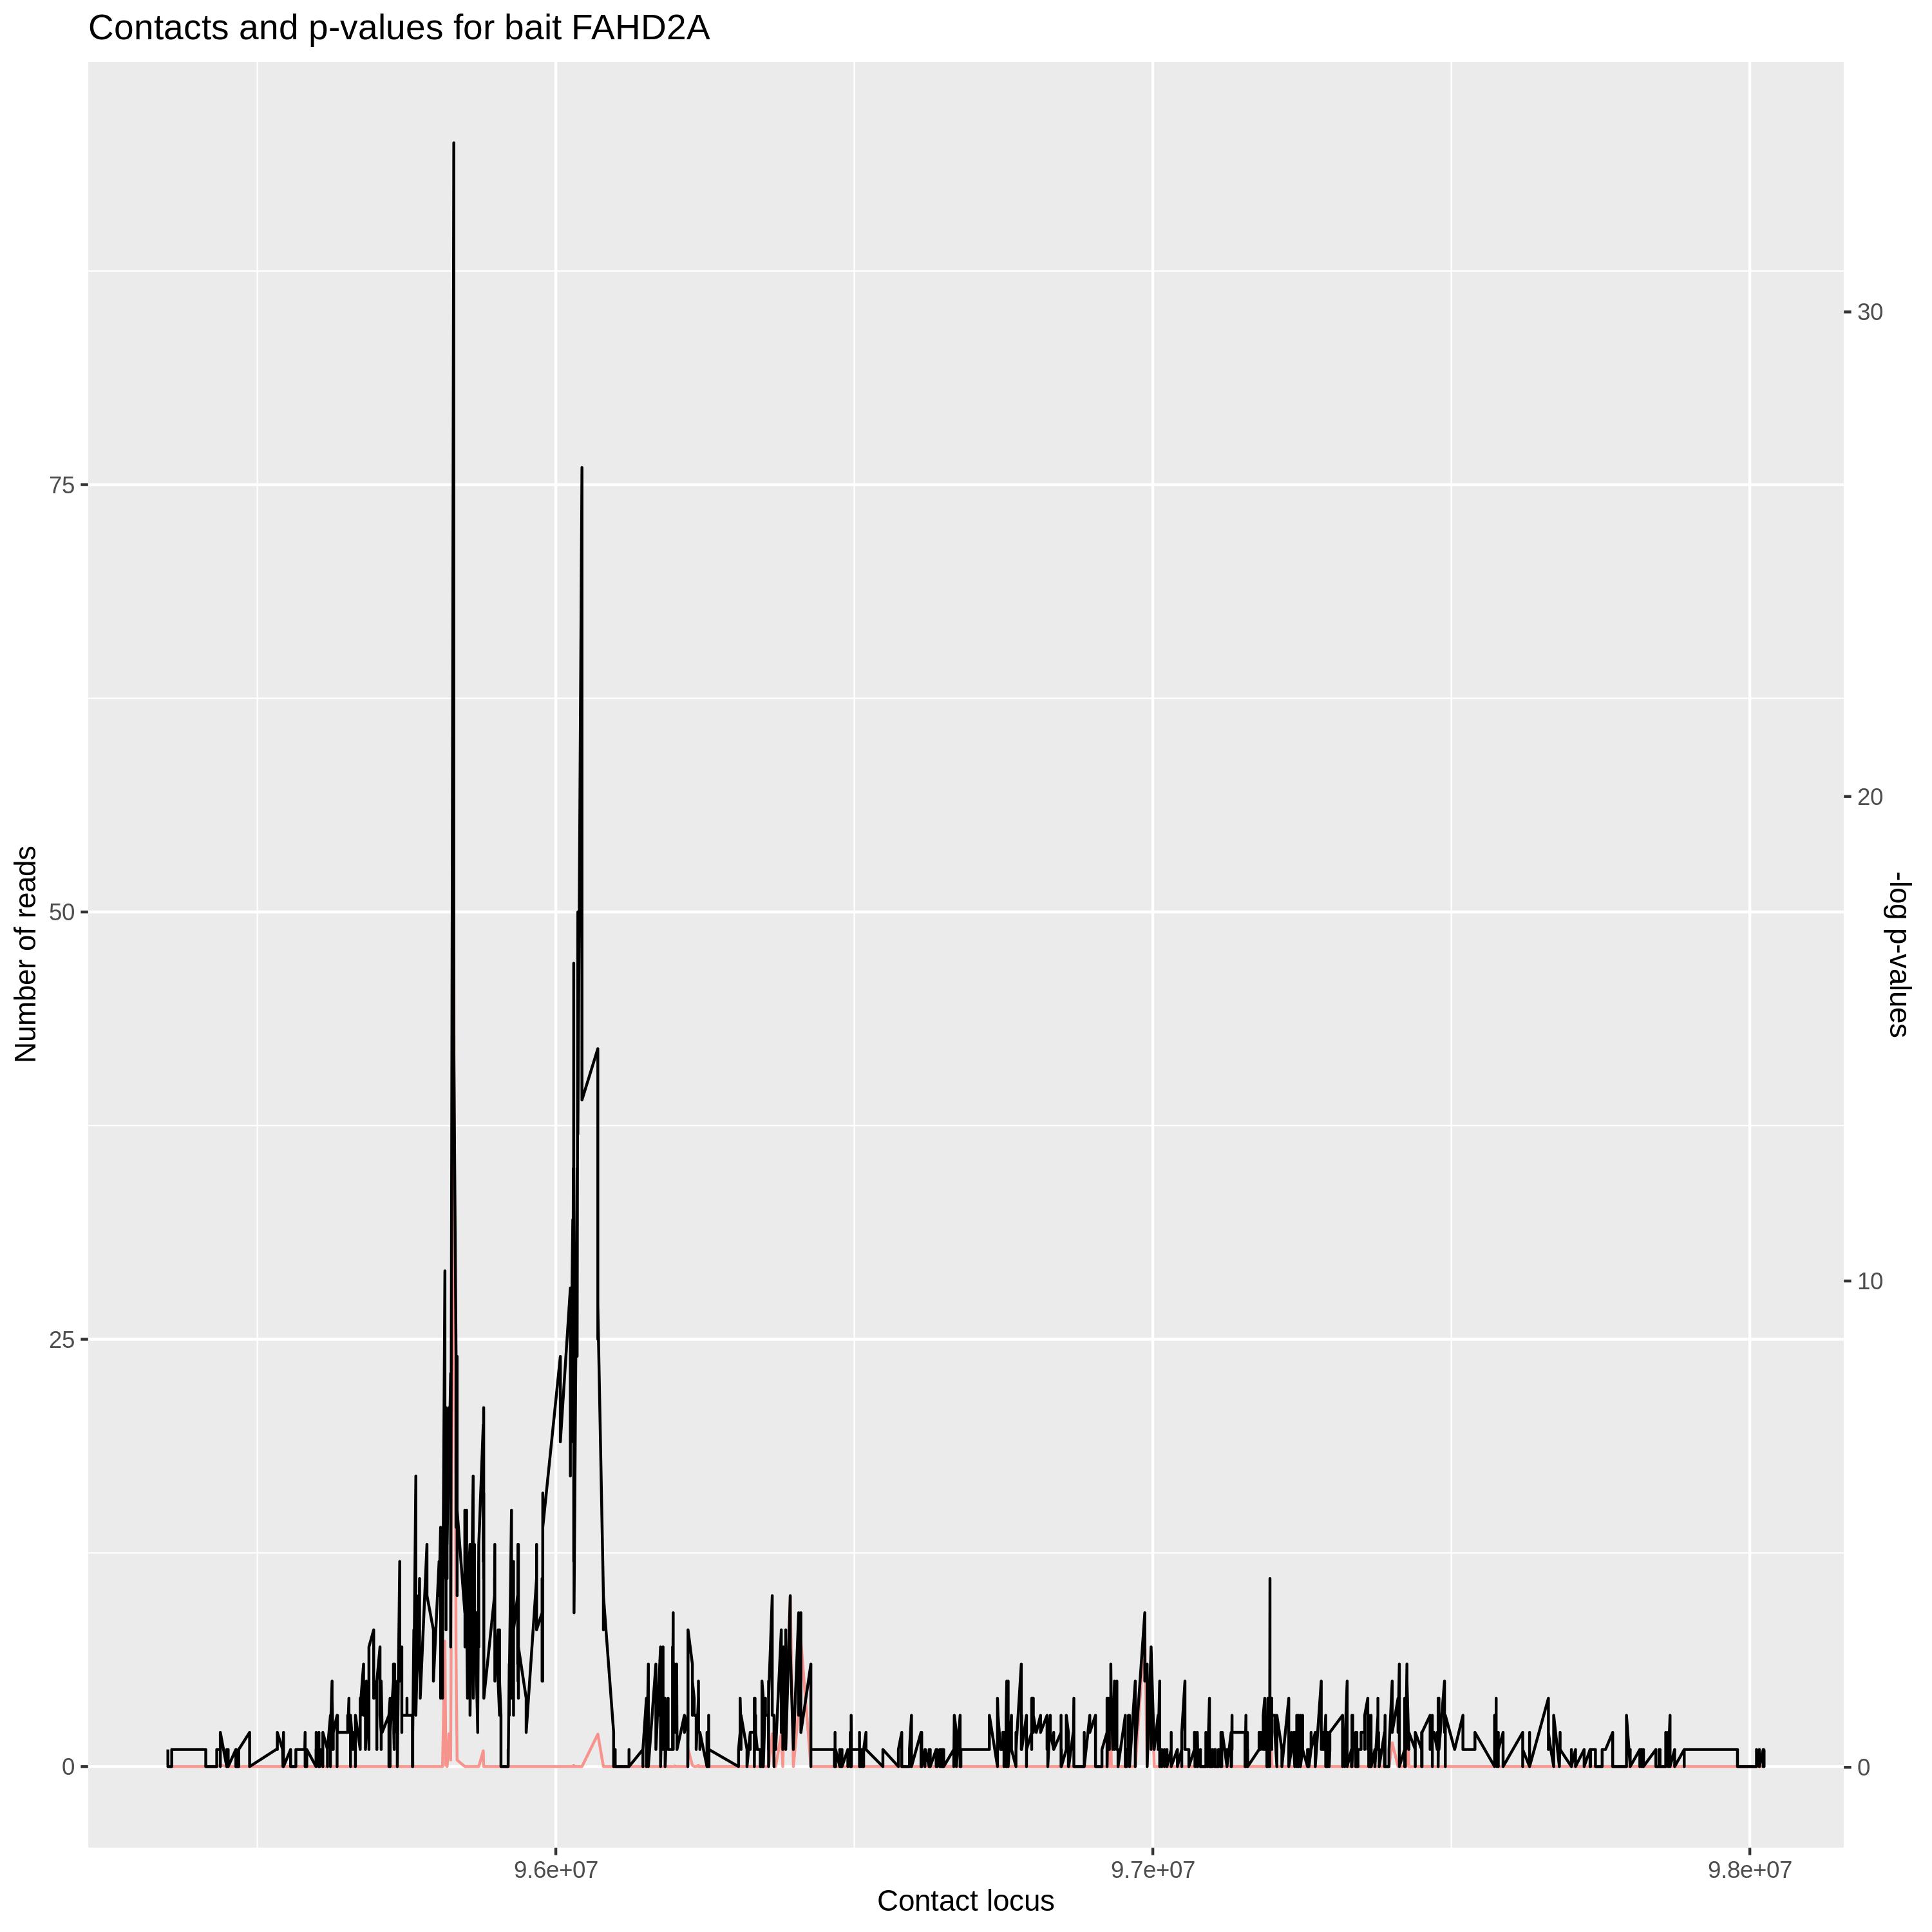 Contacts and p-values for bait FAHD2A
75
50
25
0
Number of reads
30
20
10
0
-log p-values
9.6e+07 9.7e+07 9.8e+07
Contact locus